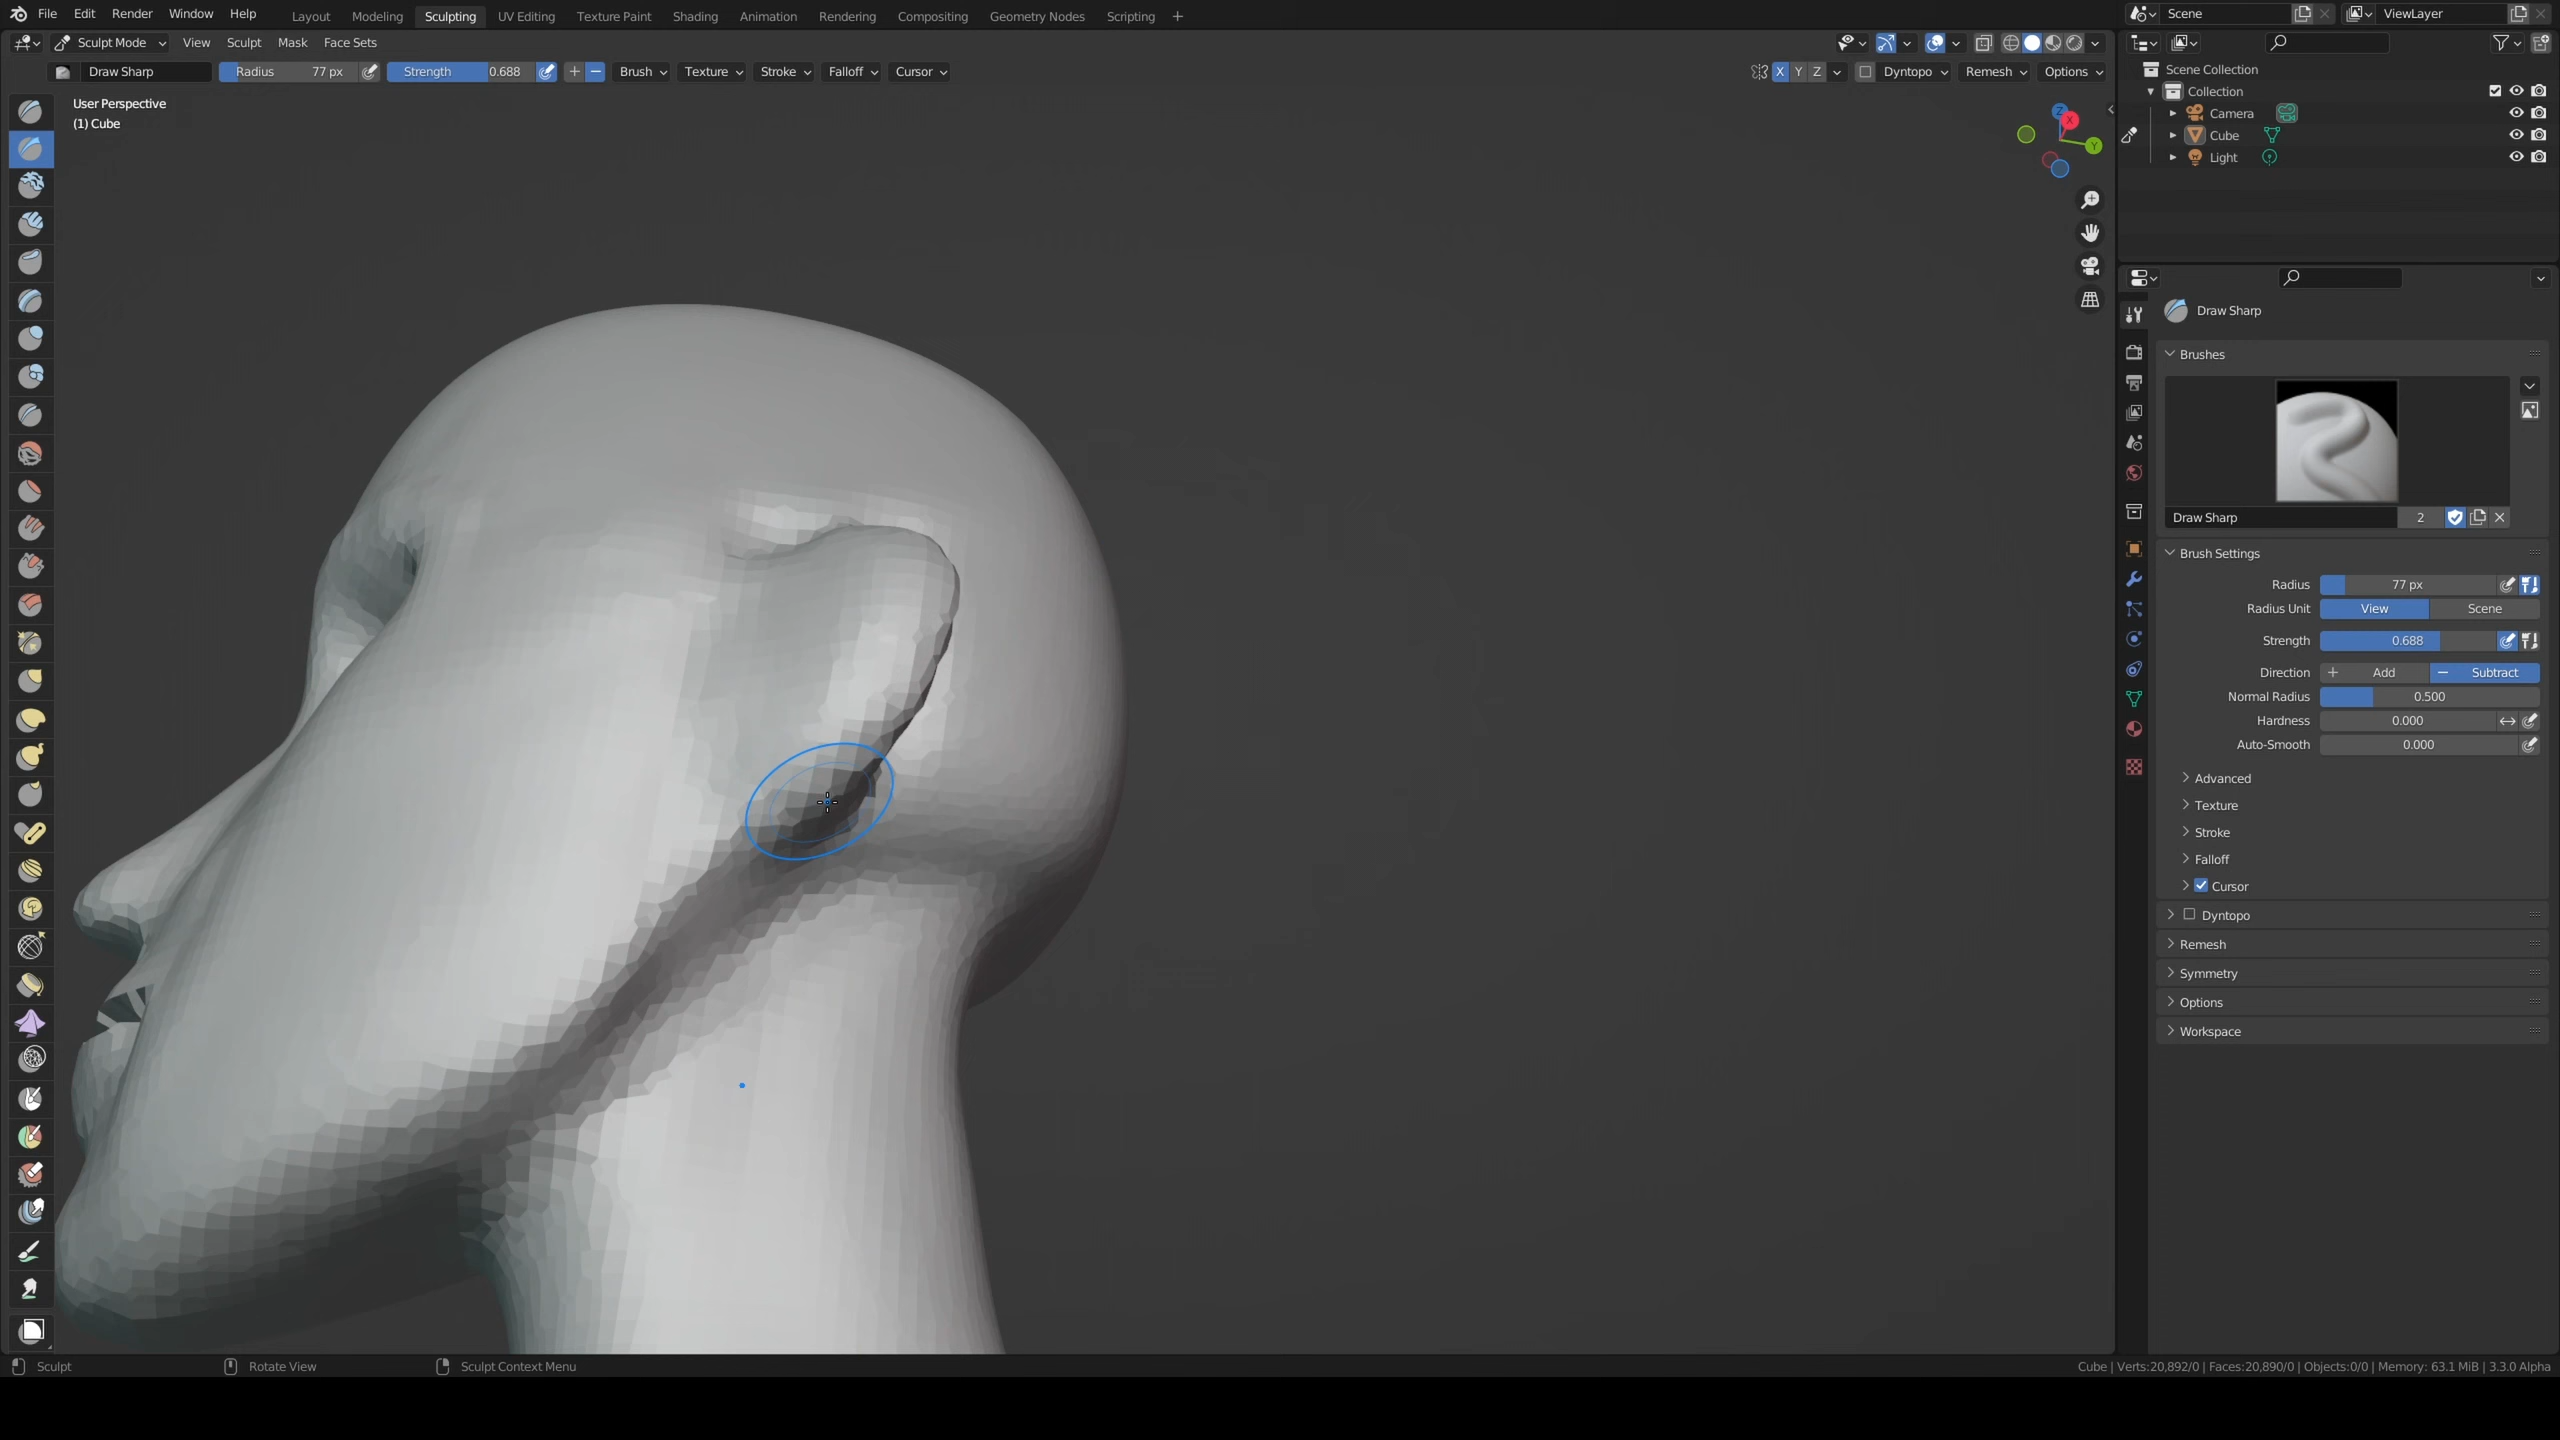 File Edit Render Window Help Layout Modeling Sculpting UV Editing Texture Paint Shading Animation Rendering Compositing Geometry Nodes Scripting + Scene ViewLayer
Sculpt Mode View Sculpt Mask Face Sets
Draw Sharp Radius 77 px Strength 0.688 Brush Texture Stroke Falloff Cursor X Y Z Dyntopo Remesh Options
User Perspective
(1) Cube
Z
X
Y
Scene Collection
Collection
Camera
Cube
Light
Draw Sharp
Brushes
Draw Sharp 2
Brush Settings
Radius 77 px
Radius Unit View Scene
Strength 0.688
Direction Add Subtract
Normal Radius 0.500
Hardness 0.000
Auto-Smooth 0.000
Advanced
Texture
Stroke
Falloff
Cursor
Dyntopo
Remesh
Symmetry
Options
Workspace
Sculpt Rotate View Sculpt Context Menu Cube | Verts:20,892/0 | Faces:20,890/0 | Objects:0/0 | Memory: 63.1 MiB | 3.3.0 Alpha